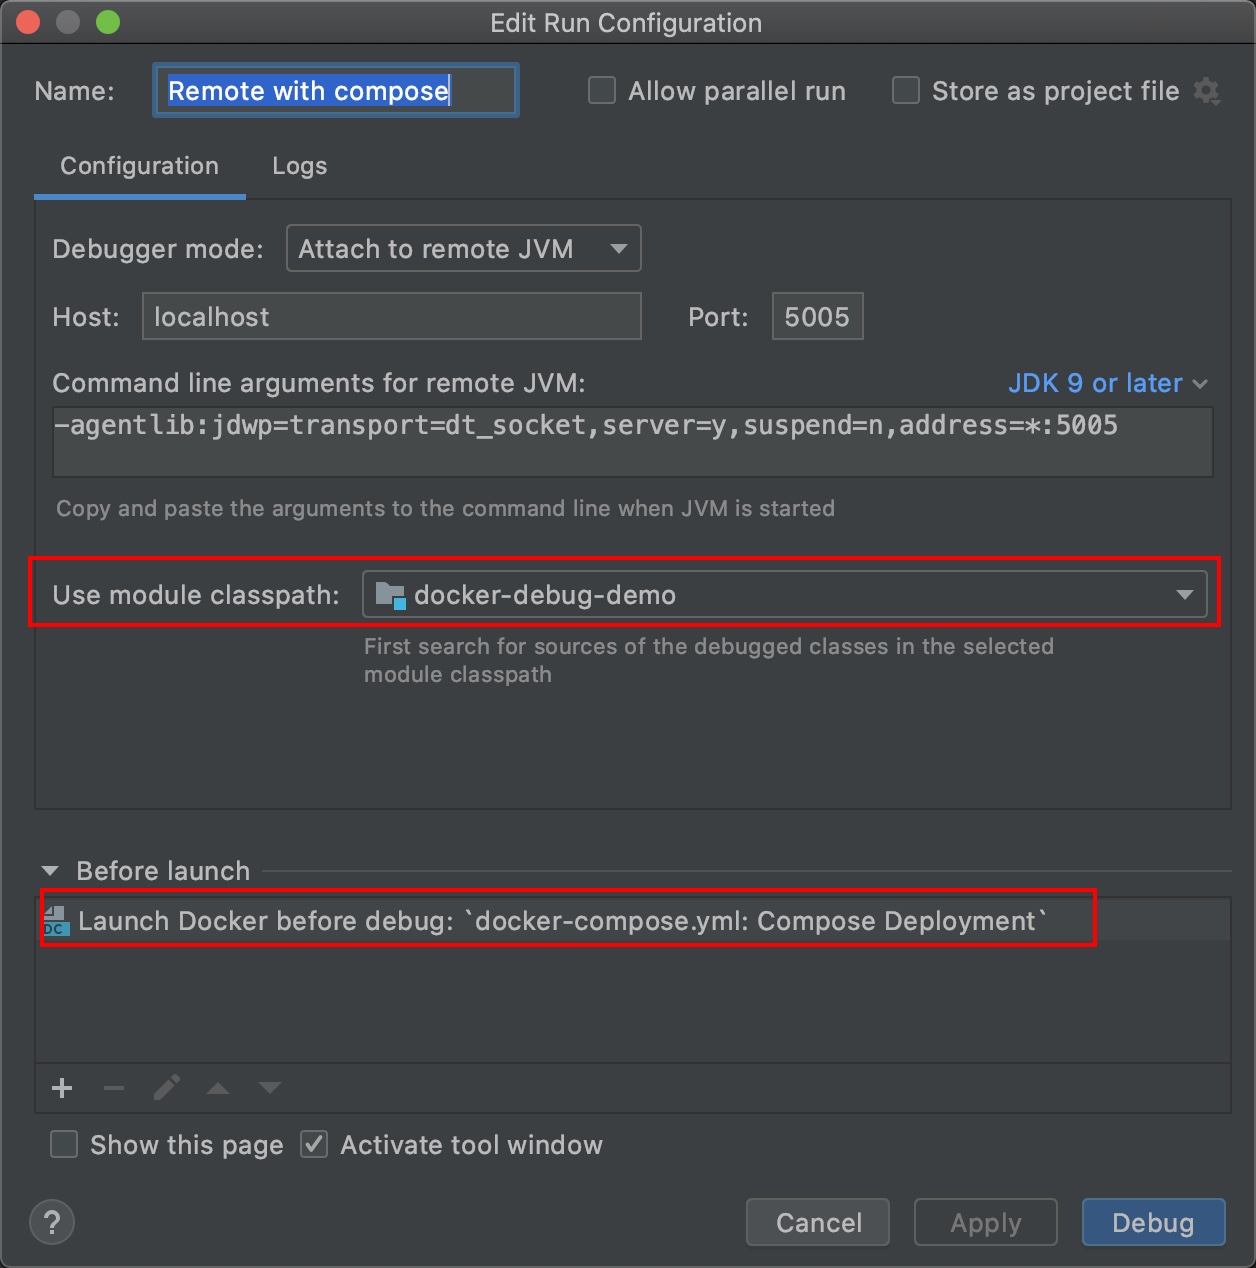 Edit Run Configuration
Name: Remote with compose Allow parallel run Store as project file
Configuration Logs
Debugger mode: Attach to remote JVM
Host: localhost Port: 5005
Command line arguments for remote JVM: JDK 9 or later
-agentlib:jdwp=transport=dt_socket,server=y,suspend=n,address=*:5005
Copy and paste the arguments to the command line when JVM is started
Use module classpath: docker-debug-demo
First search for sources of the debugged classes in the selected
module classpath
Before launch
DC Launch Docker before debug: `docker-compose.yml: Compose Deployment`
Show this page Activate tool window
? Cancel Apply Debug